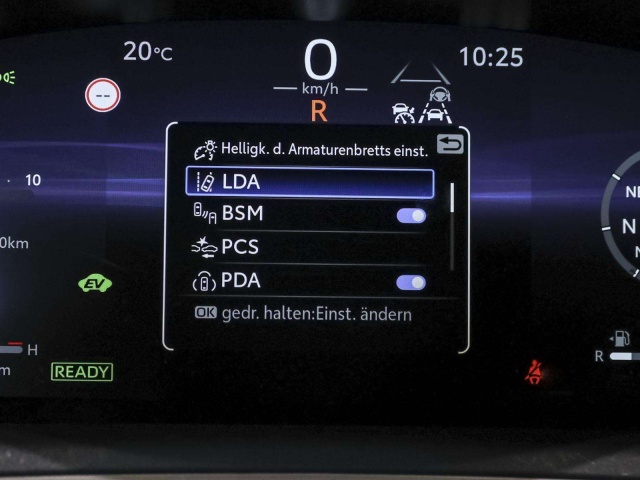 20°C
0
10:25
km/h
--
R
Helligk. d. Armaturenbretts einst.
LDA
10
BSM
PCS
0km
PDA
EV
OK gedr. halten:Einst. ändern
H
READY
R
N